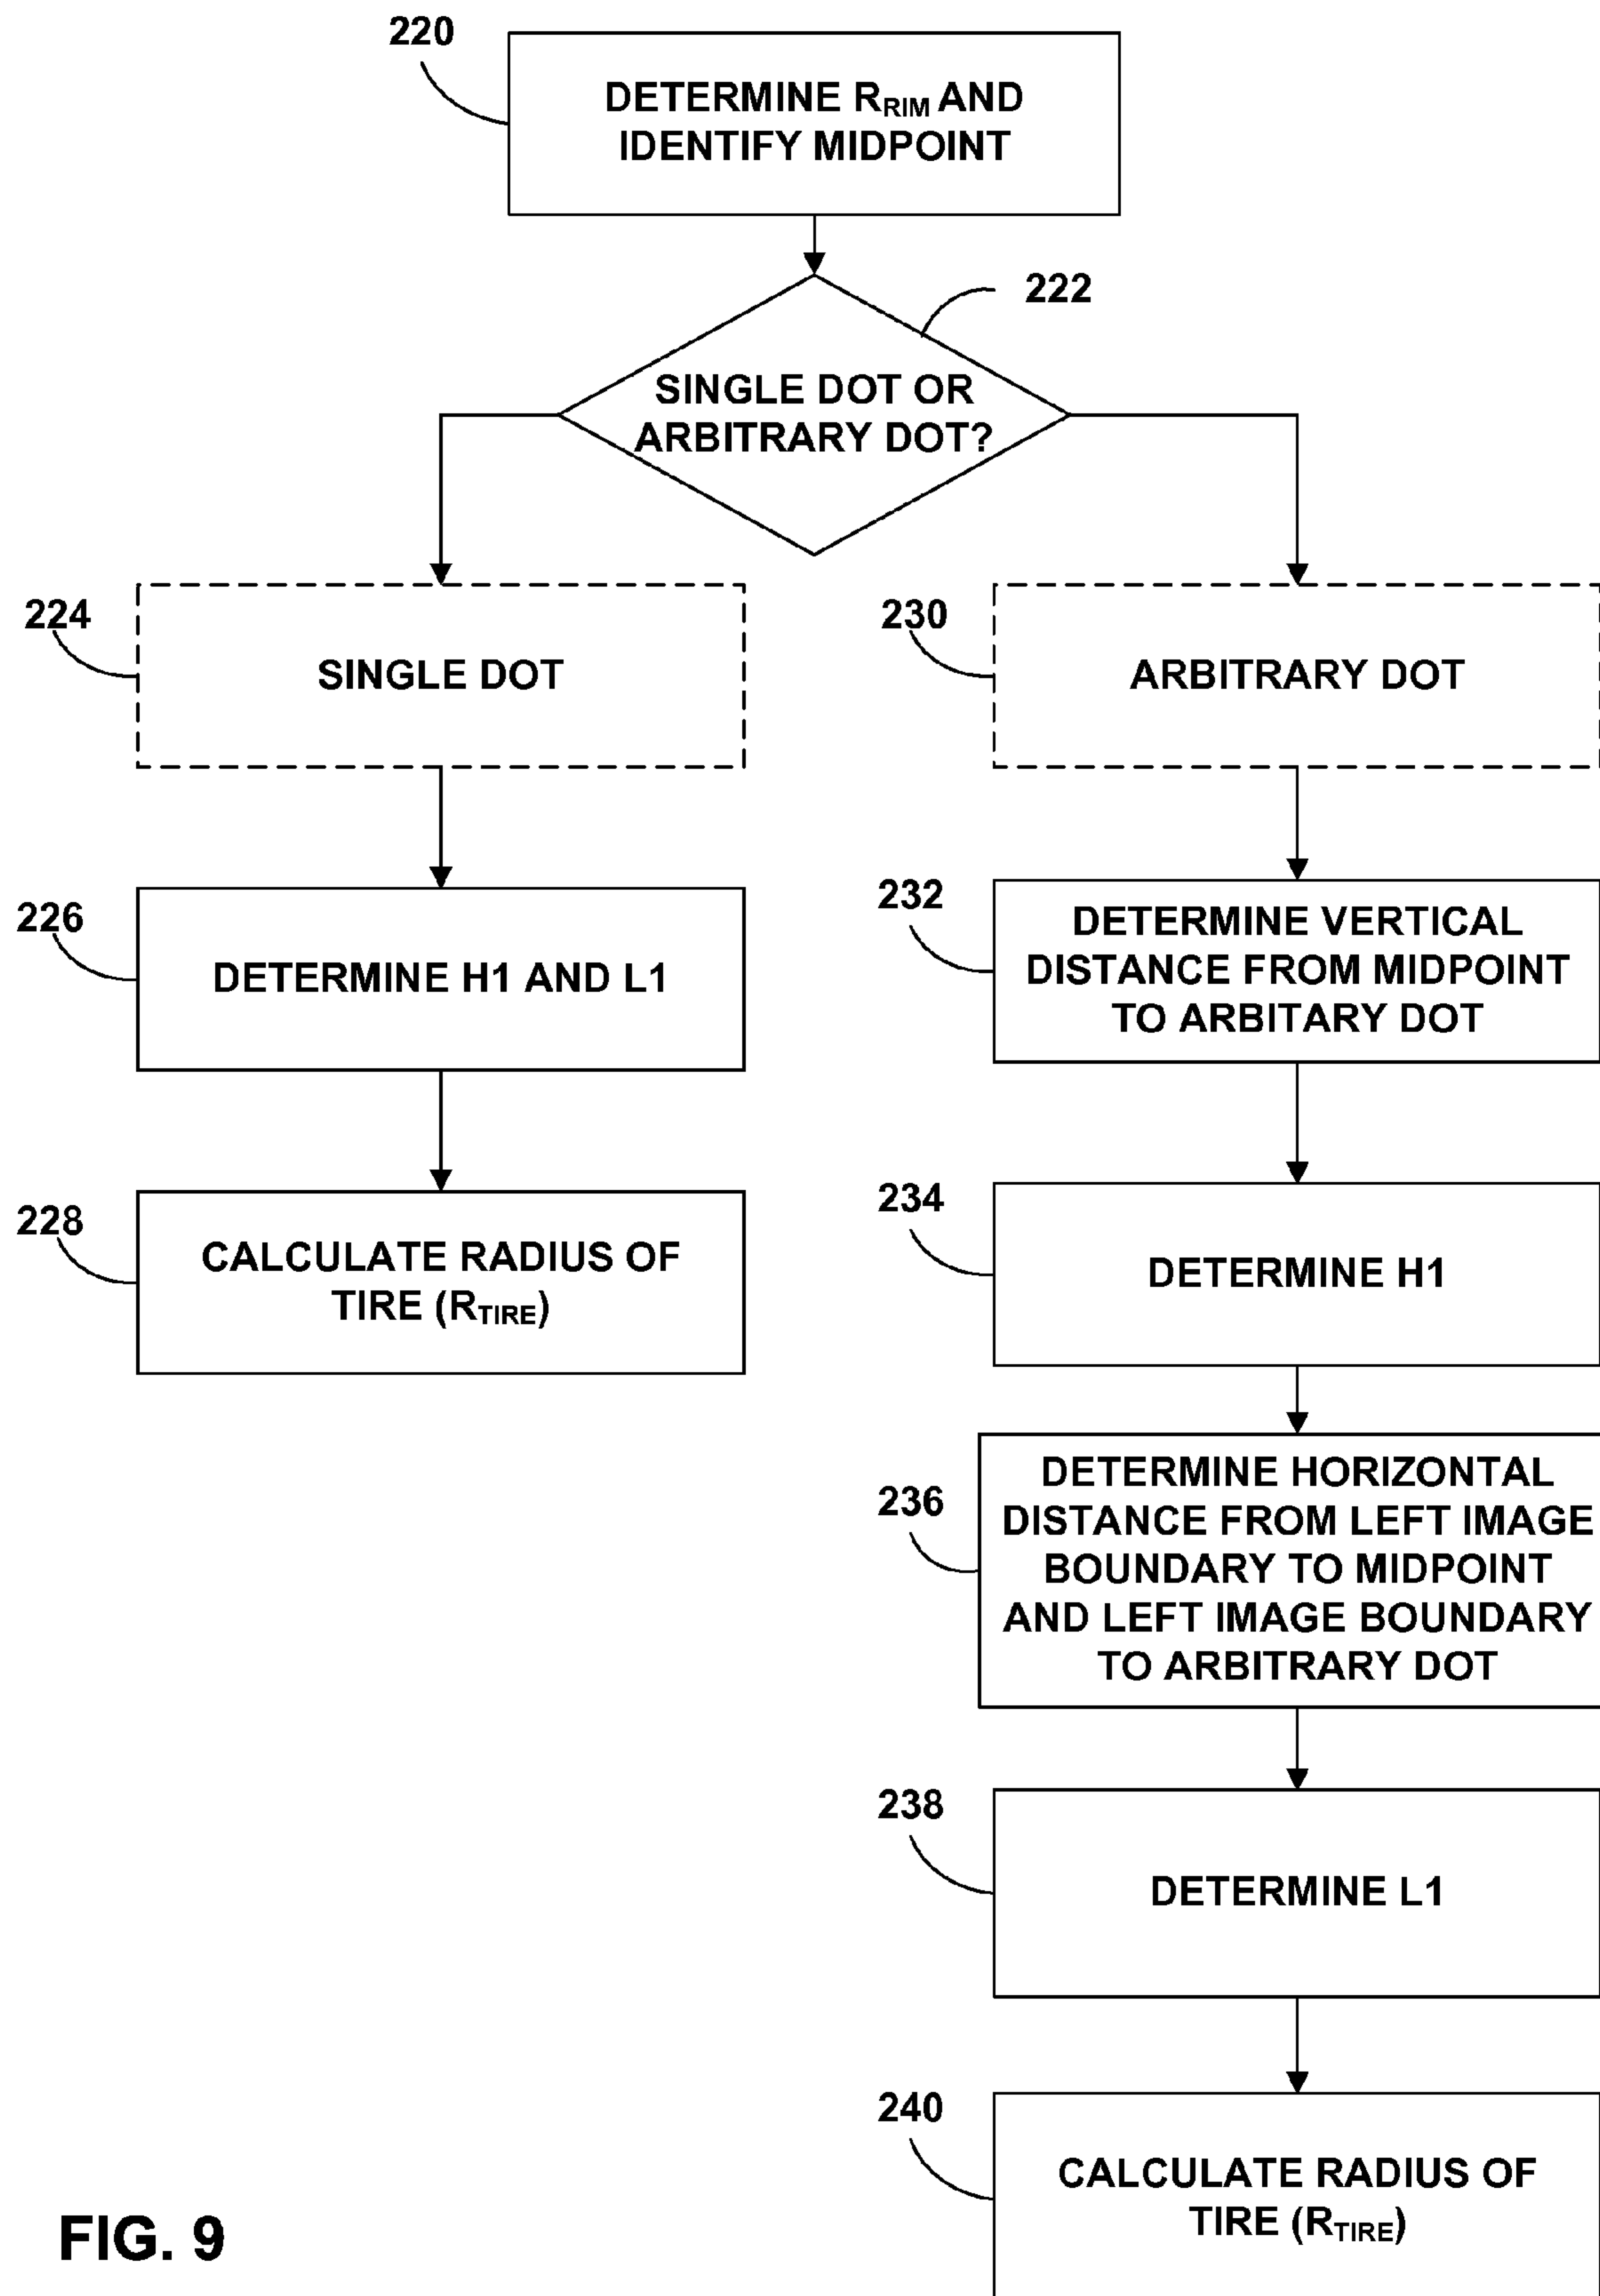 220
DETERMINE RRIM AND
IDENTIFY MIDPOINT
222
SINGLE DOT OR
ARBITRARY DOT?
224
SINGLE DOT
230
ARBITRARY DOT
226
DETERMINE H1 AND L1
232
DETERMINE VERTICAL
DISTANCE FROM MIDPOINT
TO ARBITARY DOT
228
CALCULATE RADIUS OF
TIRE (RTIRE)
234
DETERMINE H1
236
DETERMINE HORIZONTAL
DISTANCE FROM LEFT IMAGE
BOUNDARY TO MIDPOINT
AND LEFT IMAGE BOUNDARY
TO ARBITRARY DOT
238
DETERMINE L1
240
CALCULATE RADIUS OF
TIRE (RTIRE)
FIG. 9